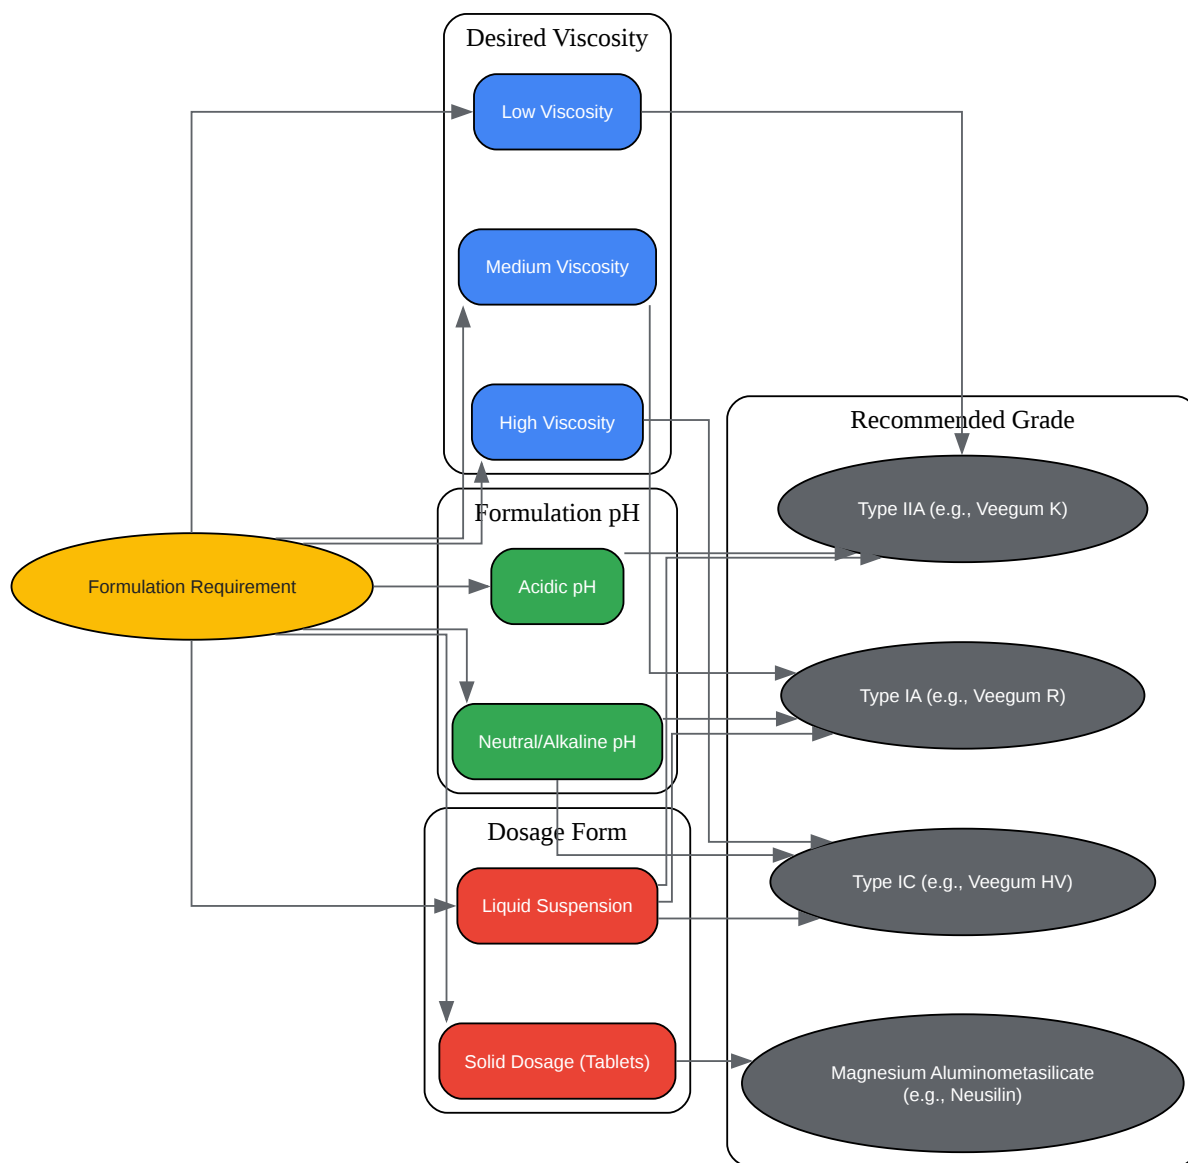 Desired Viscosity
Low Viscosity
Medium Viscosity
High Viscosity
Recommended Grade
Type IIA (e.g., Veegum K)
Formulation pH
Formulation Requirement
Acidic pH
Type IA (e.g., Veegum R)
Neutral/Alkaline pH
Dosage Form
Type IC (e.g., Veegum HV)
Liquid Suspension
Solid Dosage (Tablets)
Magnesium Aluminometasilicate
(e.g., Neusilin)